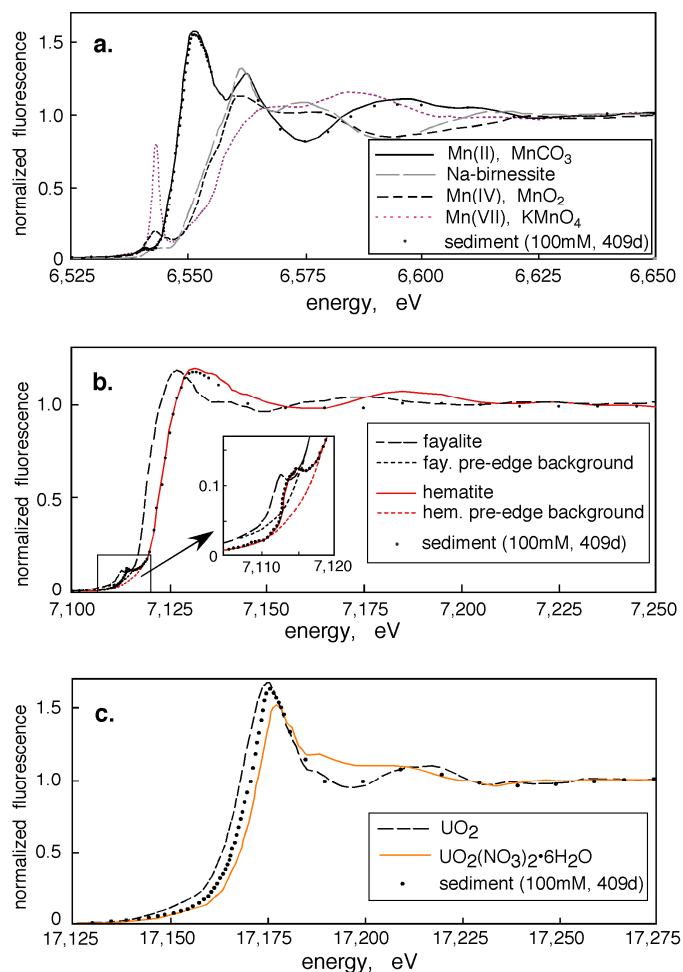 a.
normalized fluorescence
1.5
1.0
0.5
0
Mn(II), MnCO3
Na-birnessite
Mn(IV), MnO2
Mn(VII), KMnO4
sediment (100mM, 409d)
6,525 6,550 6,575 6,600 6,625 6,650
energy, eV
b.
normalized fluorescence
1.0
0.5
0
0.1
0
7,110 7,120
fayalite
fay. pre-edge background
hematite
hem. pre-edge background
sediment (100mM, 409d)
7,100 7,125 7,150 7,175 7,200 7,225 7,250
energy, eV
c.
normalized fluorescence
1.5
1.0
0.5
0
UO2
UO2(NO3)2•6H2O
sediment (100mM, 409d)
17,125 17,150 17,175 17,200 17,225 17,250 17,275
energy, eV